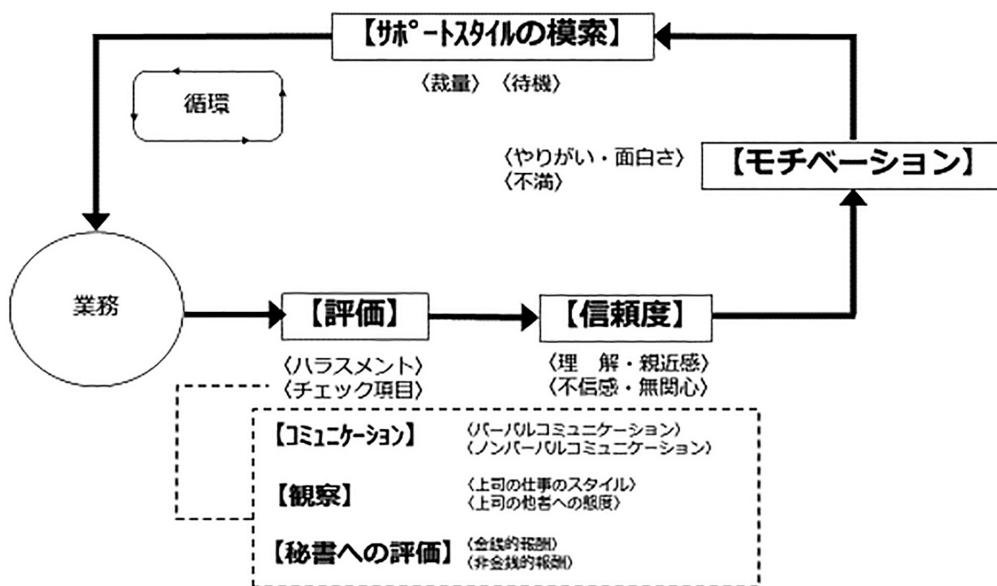 【ｻﾎﾟｰﾄｽﾀｲﾙの模索】
〈裁量〉〈待機〉
循環
〈やりがい・面白さ〉
〈不満〉
【モチベーション】
業務
【評価】
【信頼度】
〈ハラスメント〉
〈チェック項目〉
〈理　解・親近感〉
〈不信感・無関心〉
【ｺﾐｭﾆｹｰｼｮﾝ】
〈バーバルコミュニケーション〉
〈ノンバーバルコミュニケーション〉
【観察】
〈上司の仕事のスタイル〉
〈上司の他者への態度〉
【秘書への評価】
〈金銭的報酬〉
〈非金銭的報酬〉